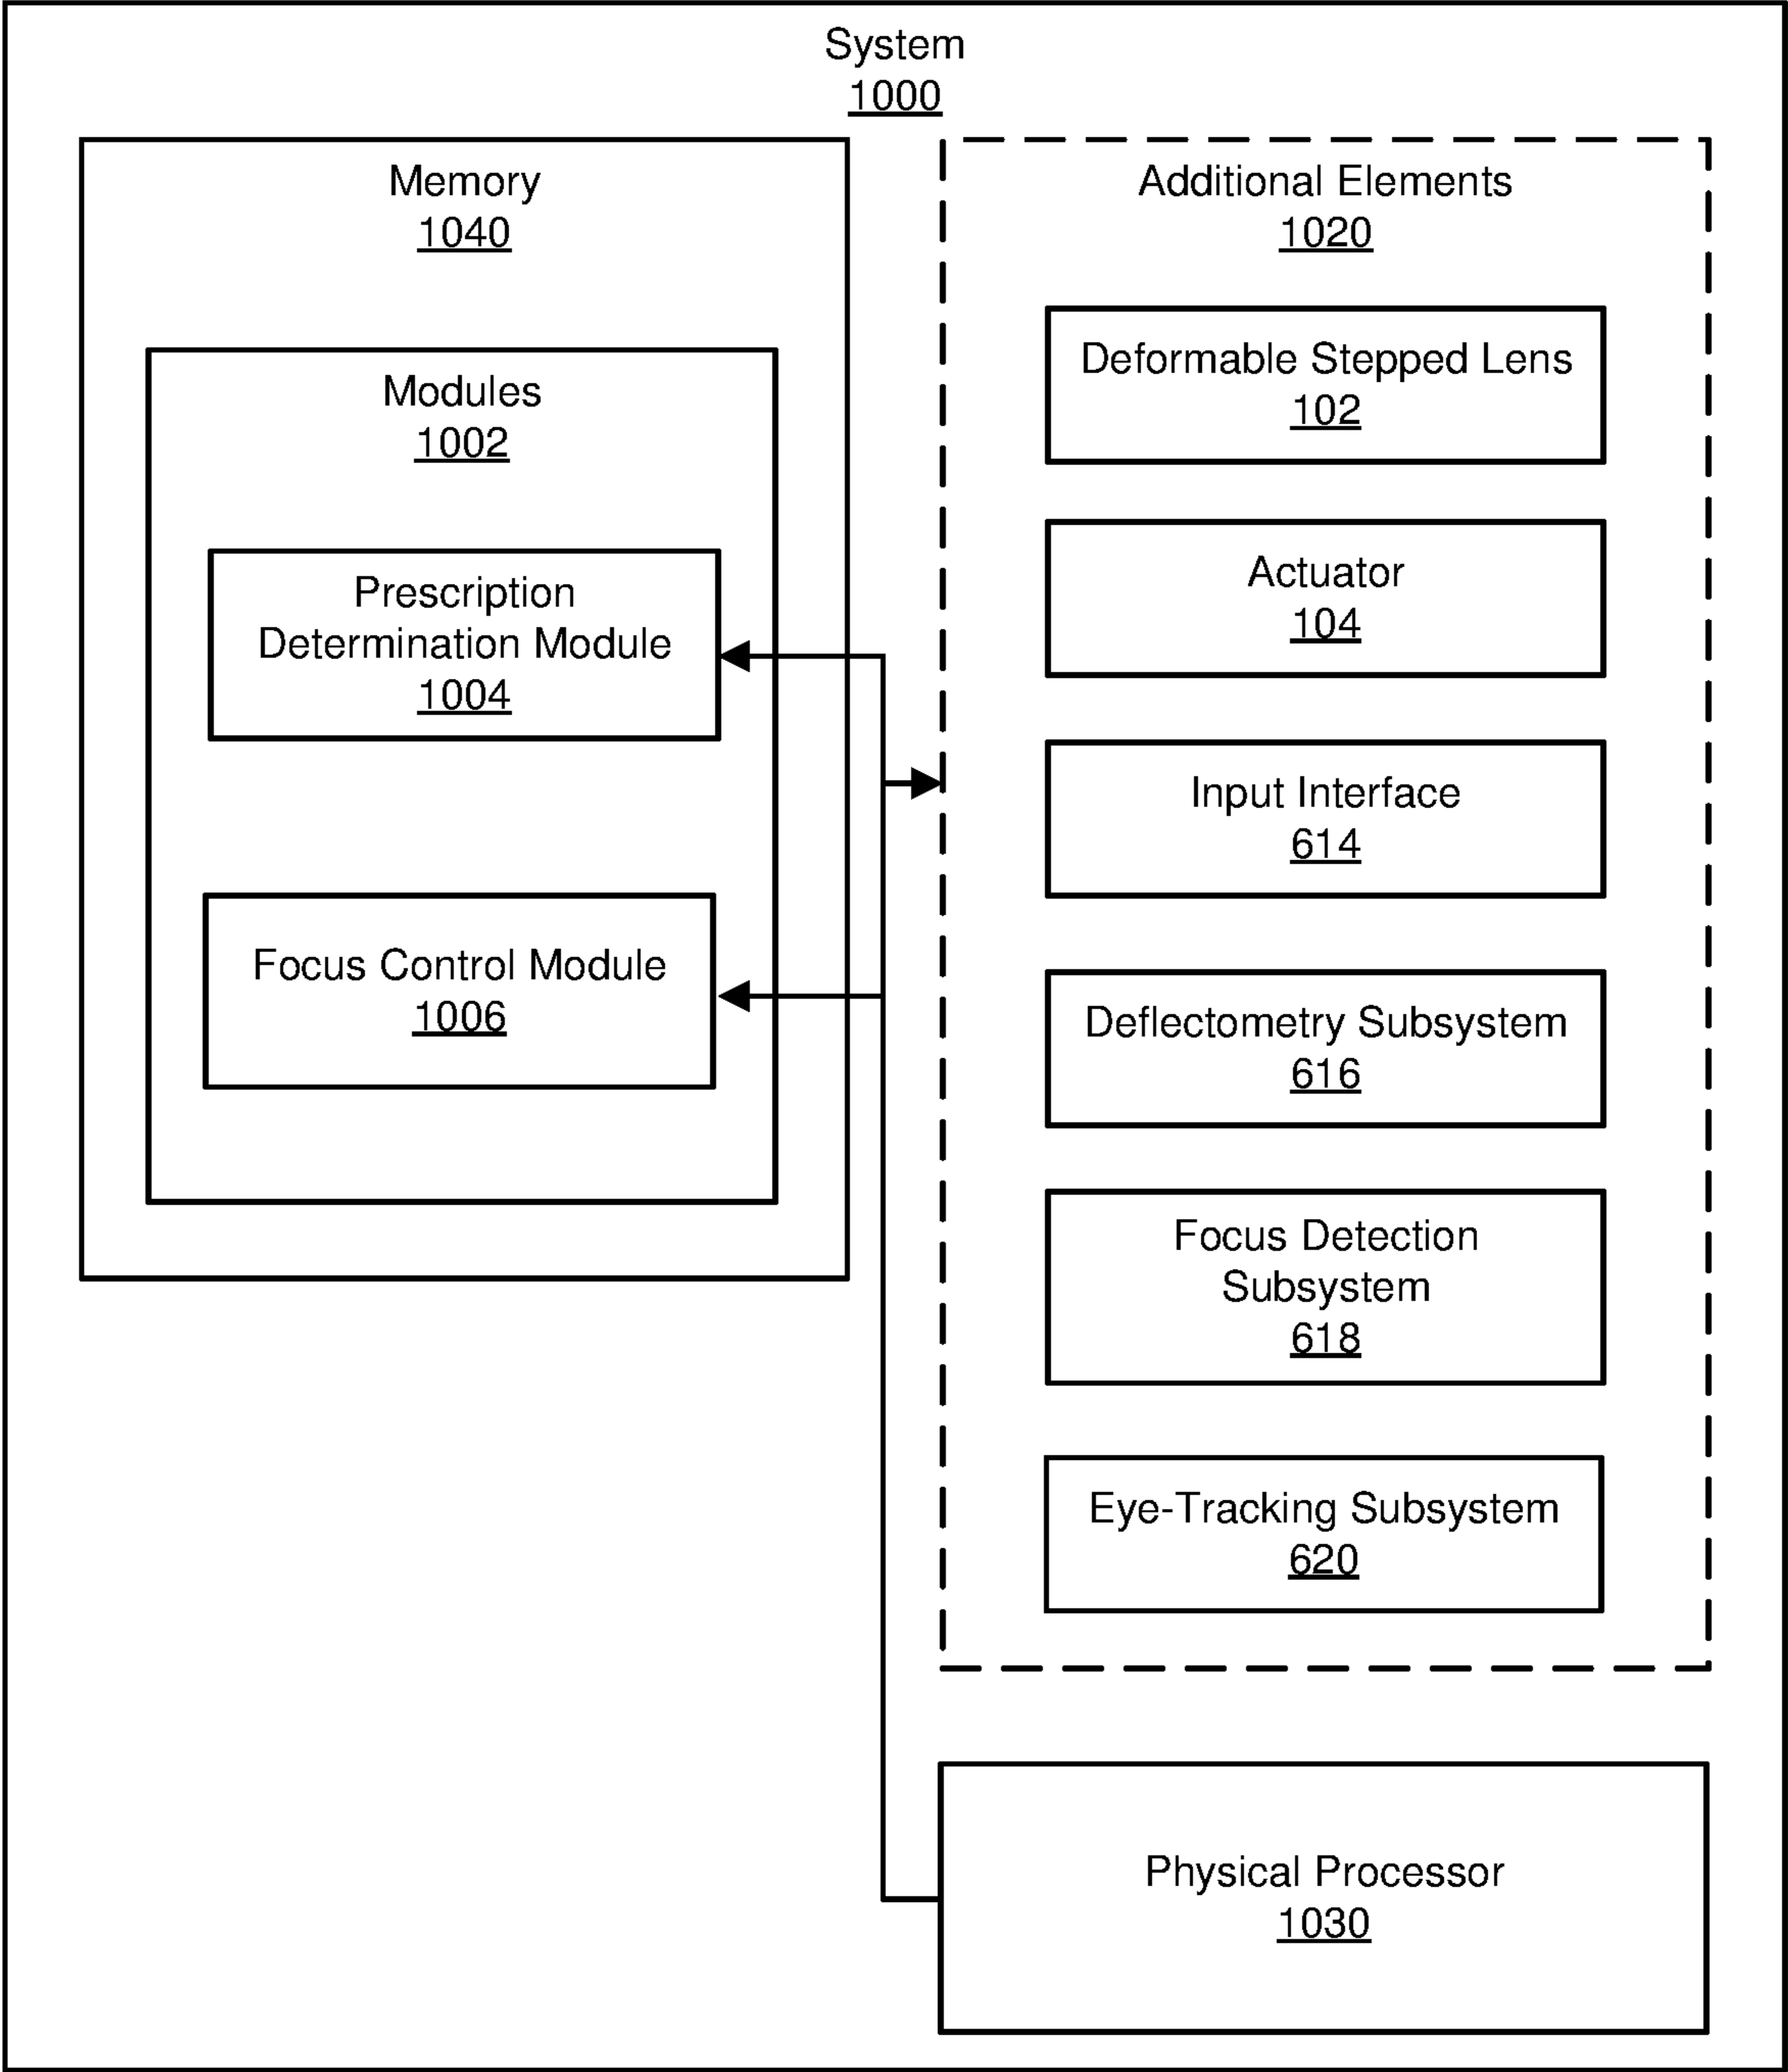 System
1000
Memory
1040
Modules
1002
Prescription
Determination Module
1004
Focus Control Module
1006
Additional Elements
1020
Deformable Stepped Lens
102
Actuator
104
Input Interface
614
Deflectometry Subsystem
616
Focus Detection
Subsystem
618
Eye-Tracking Subsystem
620
Physical Processor
1030